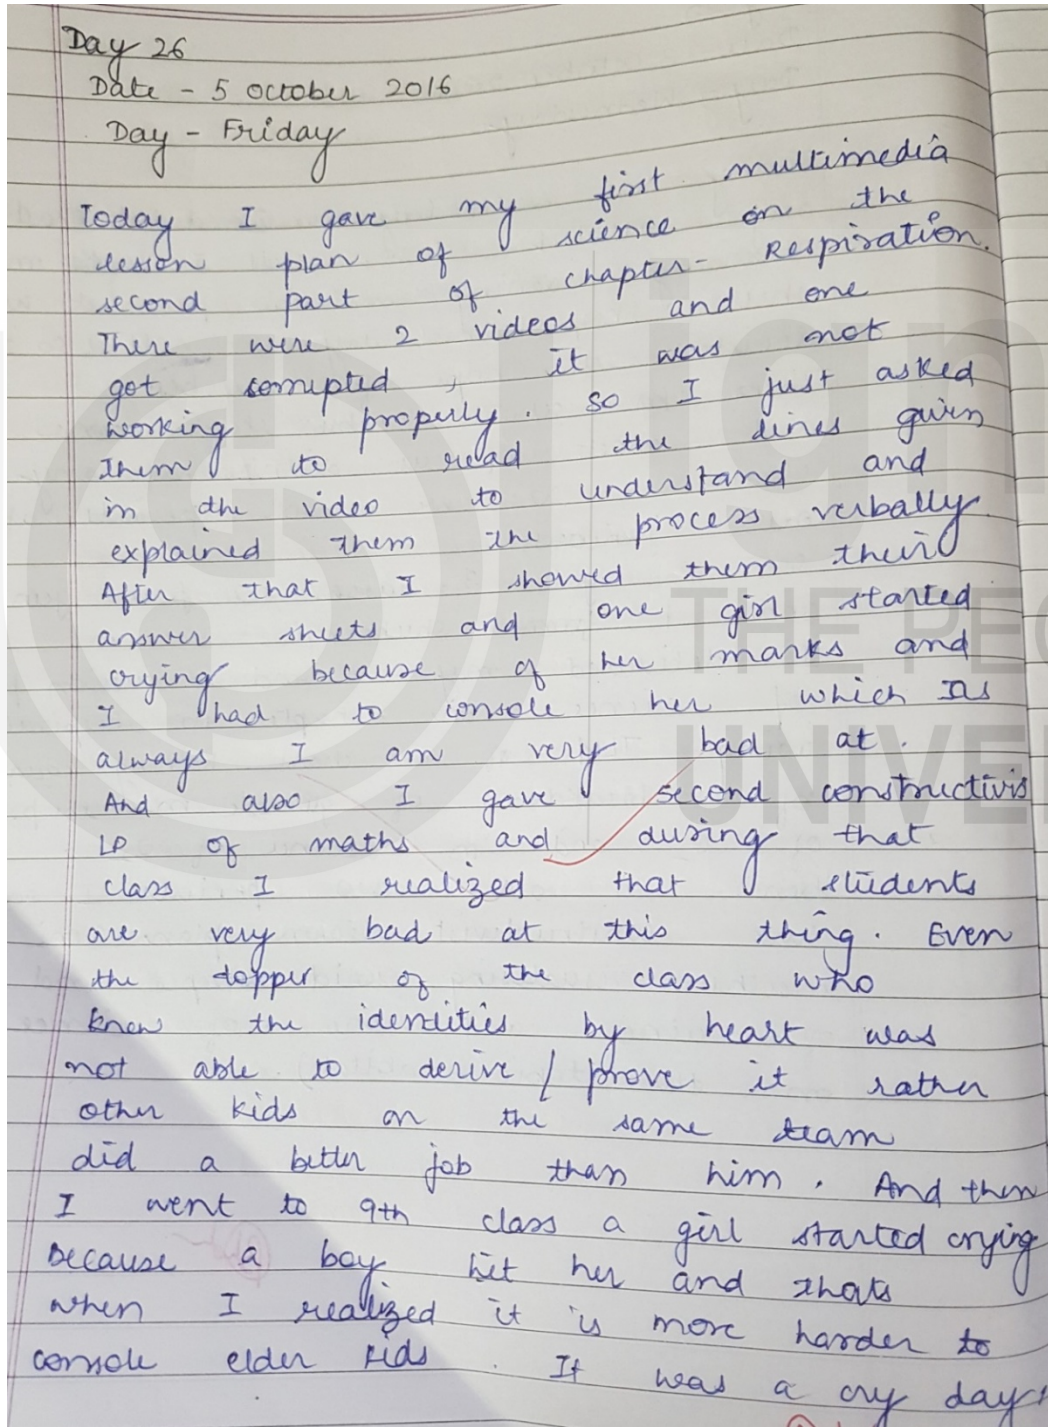 Day 26
Date - 5 October 2016
Day - Friday
Today I gave my first multimedia
lesson plan of science on the
second part of chapter - Respiration.
There were 2 videos and one
got corrupted, it was not
working properly. So I just asked
them to read the lines given
in the video to understand and
explained them the process verbally.
After that I showed them their
answer sheets and one girl started
crying because of her marks and
I had to console her which as
always I am very bad at.
And also I gave second constructivis
LP of maths and during that
class I realized that students
are very bad at this thing. Even
the topper of the class who
know the identities by heart was
not able to derive / prove it rather
other kids on the same team
did a better job than him. And then
I went to 9th class a girl started crying
because a boy hit her and thats
when I realized it is more harder to
console elder kids. It was a cry day
ign
THE PEO
UNIVER